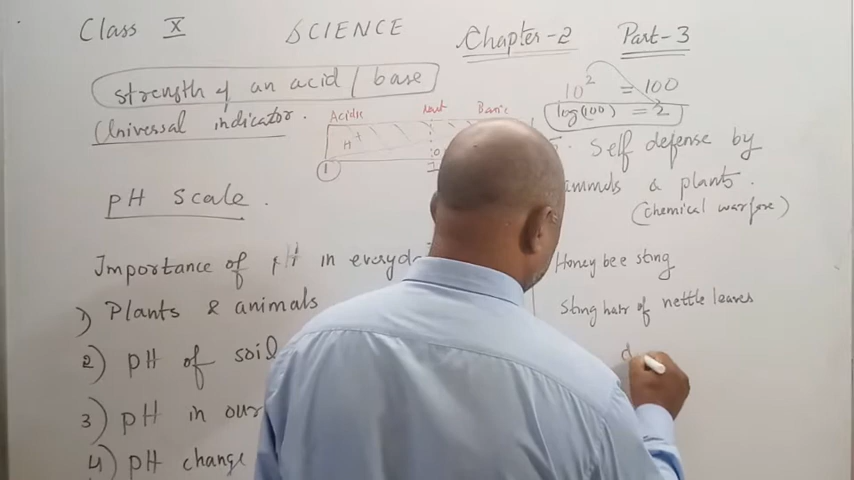 Class X SCIENCE Chapter-2 Part-3
strength of an acid / base
Universal indicator.
Acidic neut Basic
H+
1
10² = 100
log(100) = 2
pH Scale.
Importance of pH in everyd
1) Plants & animals
2) pH of soil
3) pH in our
4) pH change
Self defense by
& plants.
(Chemical warfare)
Honey bee sting
sting hair of nettle leaves
d